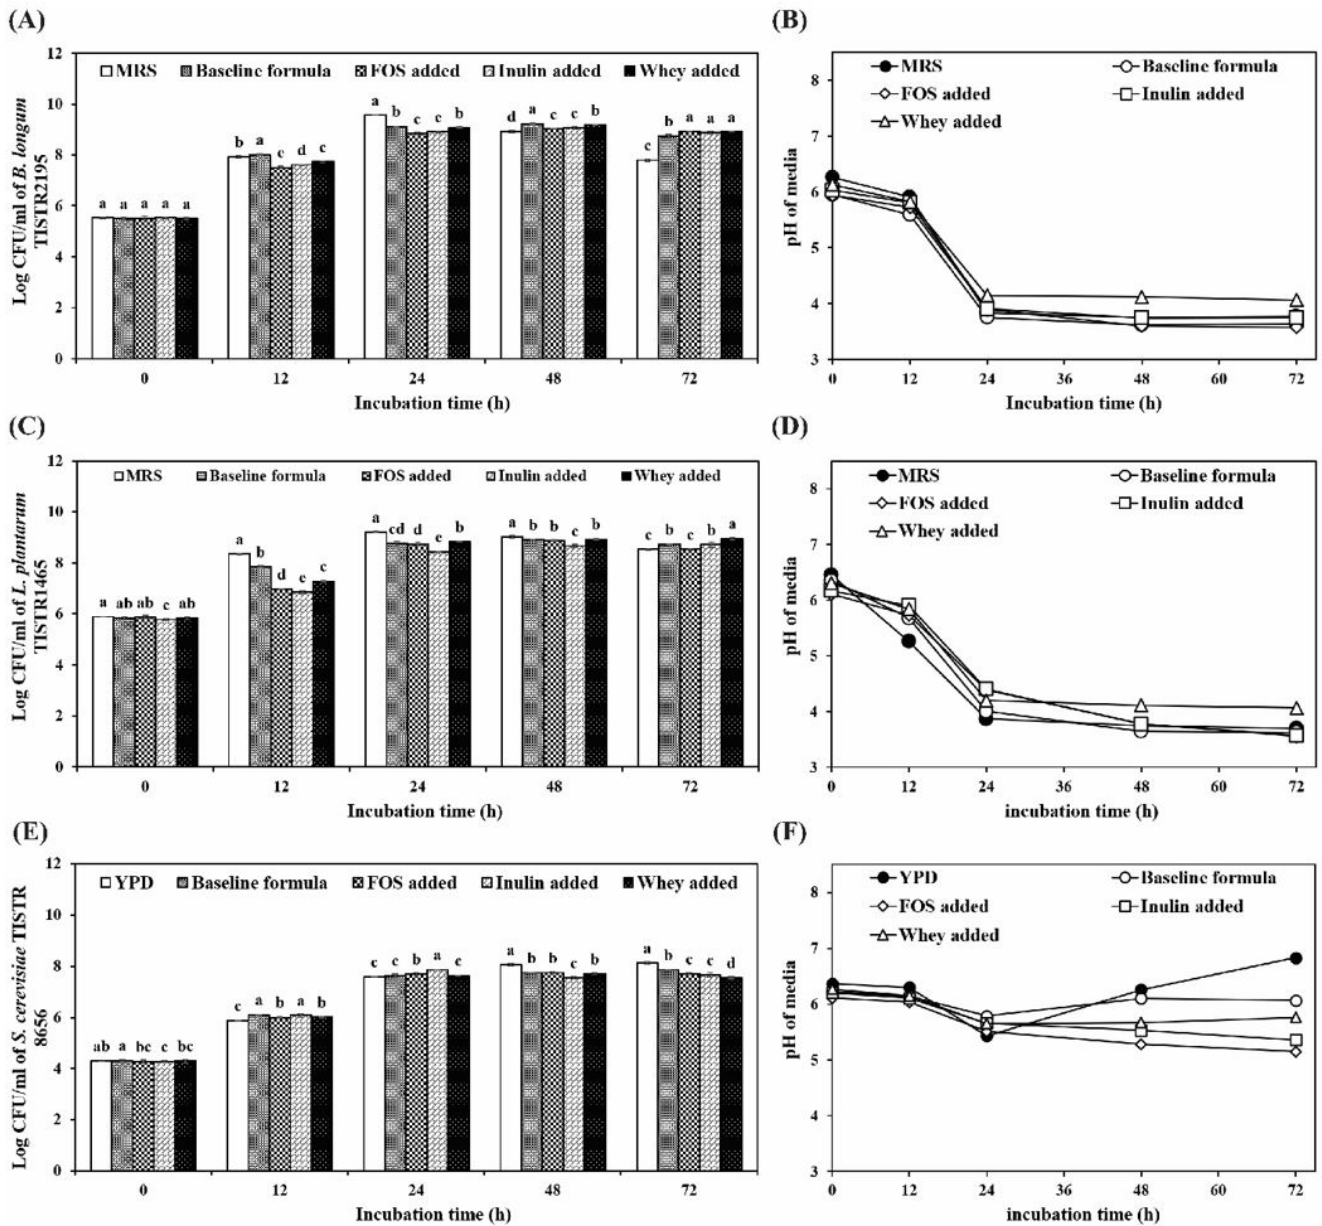 (A)
12
MRS Baseline formula FOS added Inulin added Whey added
10
a b c c b
d a c c b
c b a a a
b a c d c
8
6
a a a a a
4
2
0
0 12 24 48 72
Incubation time (h)
Log CFU/ml of B. longum
TISTR2195
(B)
8
MRS Baseline formula
FOS added Inulin added
Whey added
7
6
5
4
3
0 12 24 36 48 60 72
Incubation time (h)
pH of media
(C)
12
MRS Baseline formula FOS added Inulin added Whey added
10
a cd d e b
a b b c b
c b c b a
a b d e c
8
6
a ab ab c ab
4
2
0
0 12 24 48 72
Incubation time (h)
Log CFU/ml of L. plantarum
TISTR1465
(D)
8
MRS Baseline formula
FOS added Inulin added
Whey added
7
6
5
4
3
0 12 24 36 48 60 72
incubation time (h)
pH of media
(E)
12
YPD Baseline formula FOS added Inulin added Whey added
10
c c b a c
a b b c b
a b c c d
8
c a b a b
6
ab a bc c bc
4
2
0
0 12 24 48 72
Incubation time (h)
Log CFU/ml of S. cerevisiae TISTR
8656
(F)
8
YPD Baseline formula
FOS added Inulin added
Whey added
7
6
5
4
3
0 12 24 36 48 60 72
incubation time (h)
pH of media